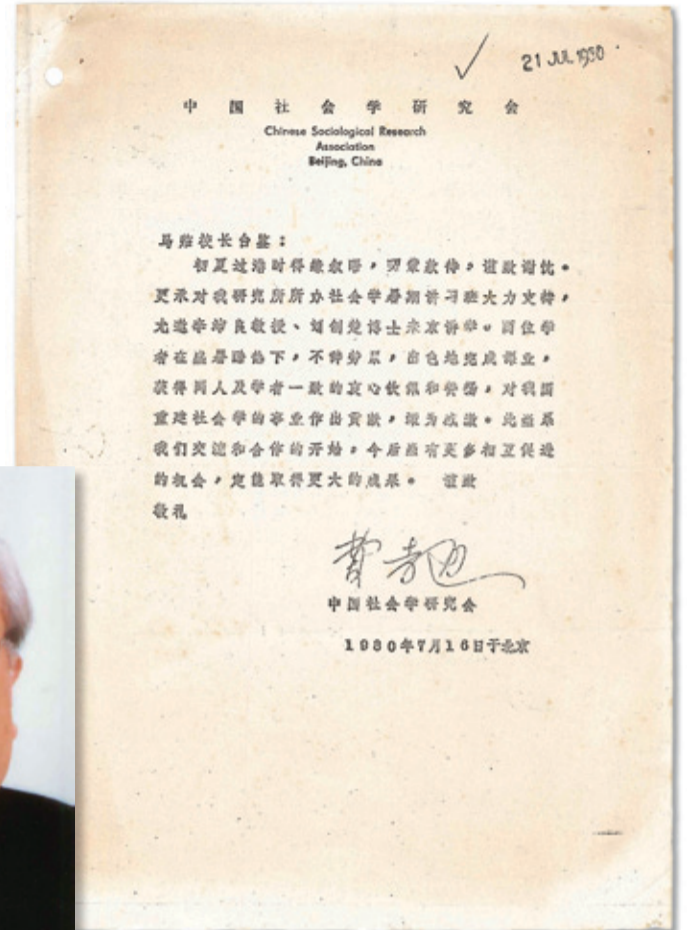 21 JUL 1980
中国社会学研究会
Chinese Sociological Research
Association
Beijing, China
马临校长台鉴：
初夏过港时得缘叙晤，又蒙款待，谨致谢忱。
更承对我研究所所办社会学暑期讲习班大力支持，
允邀李沛良教授、刘创楚博士来京讲学。两位学
者在盛暑酷热下，不辞劳累，出色地完成课业，
获得同人及学者一致的衷心钦佩和赞扬，对我国
重建社会学的事业作出贡献，深为感激。此虽系
我们交流和合作的开始，今后当有更多相互促进
的机会，定能取得更大的成果。 谨致
敬礼
费孝通
中国社会学研究会
1980年7月16日于北京